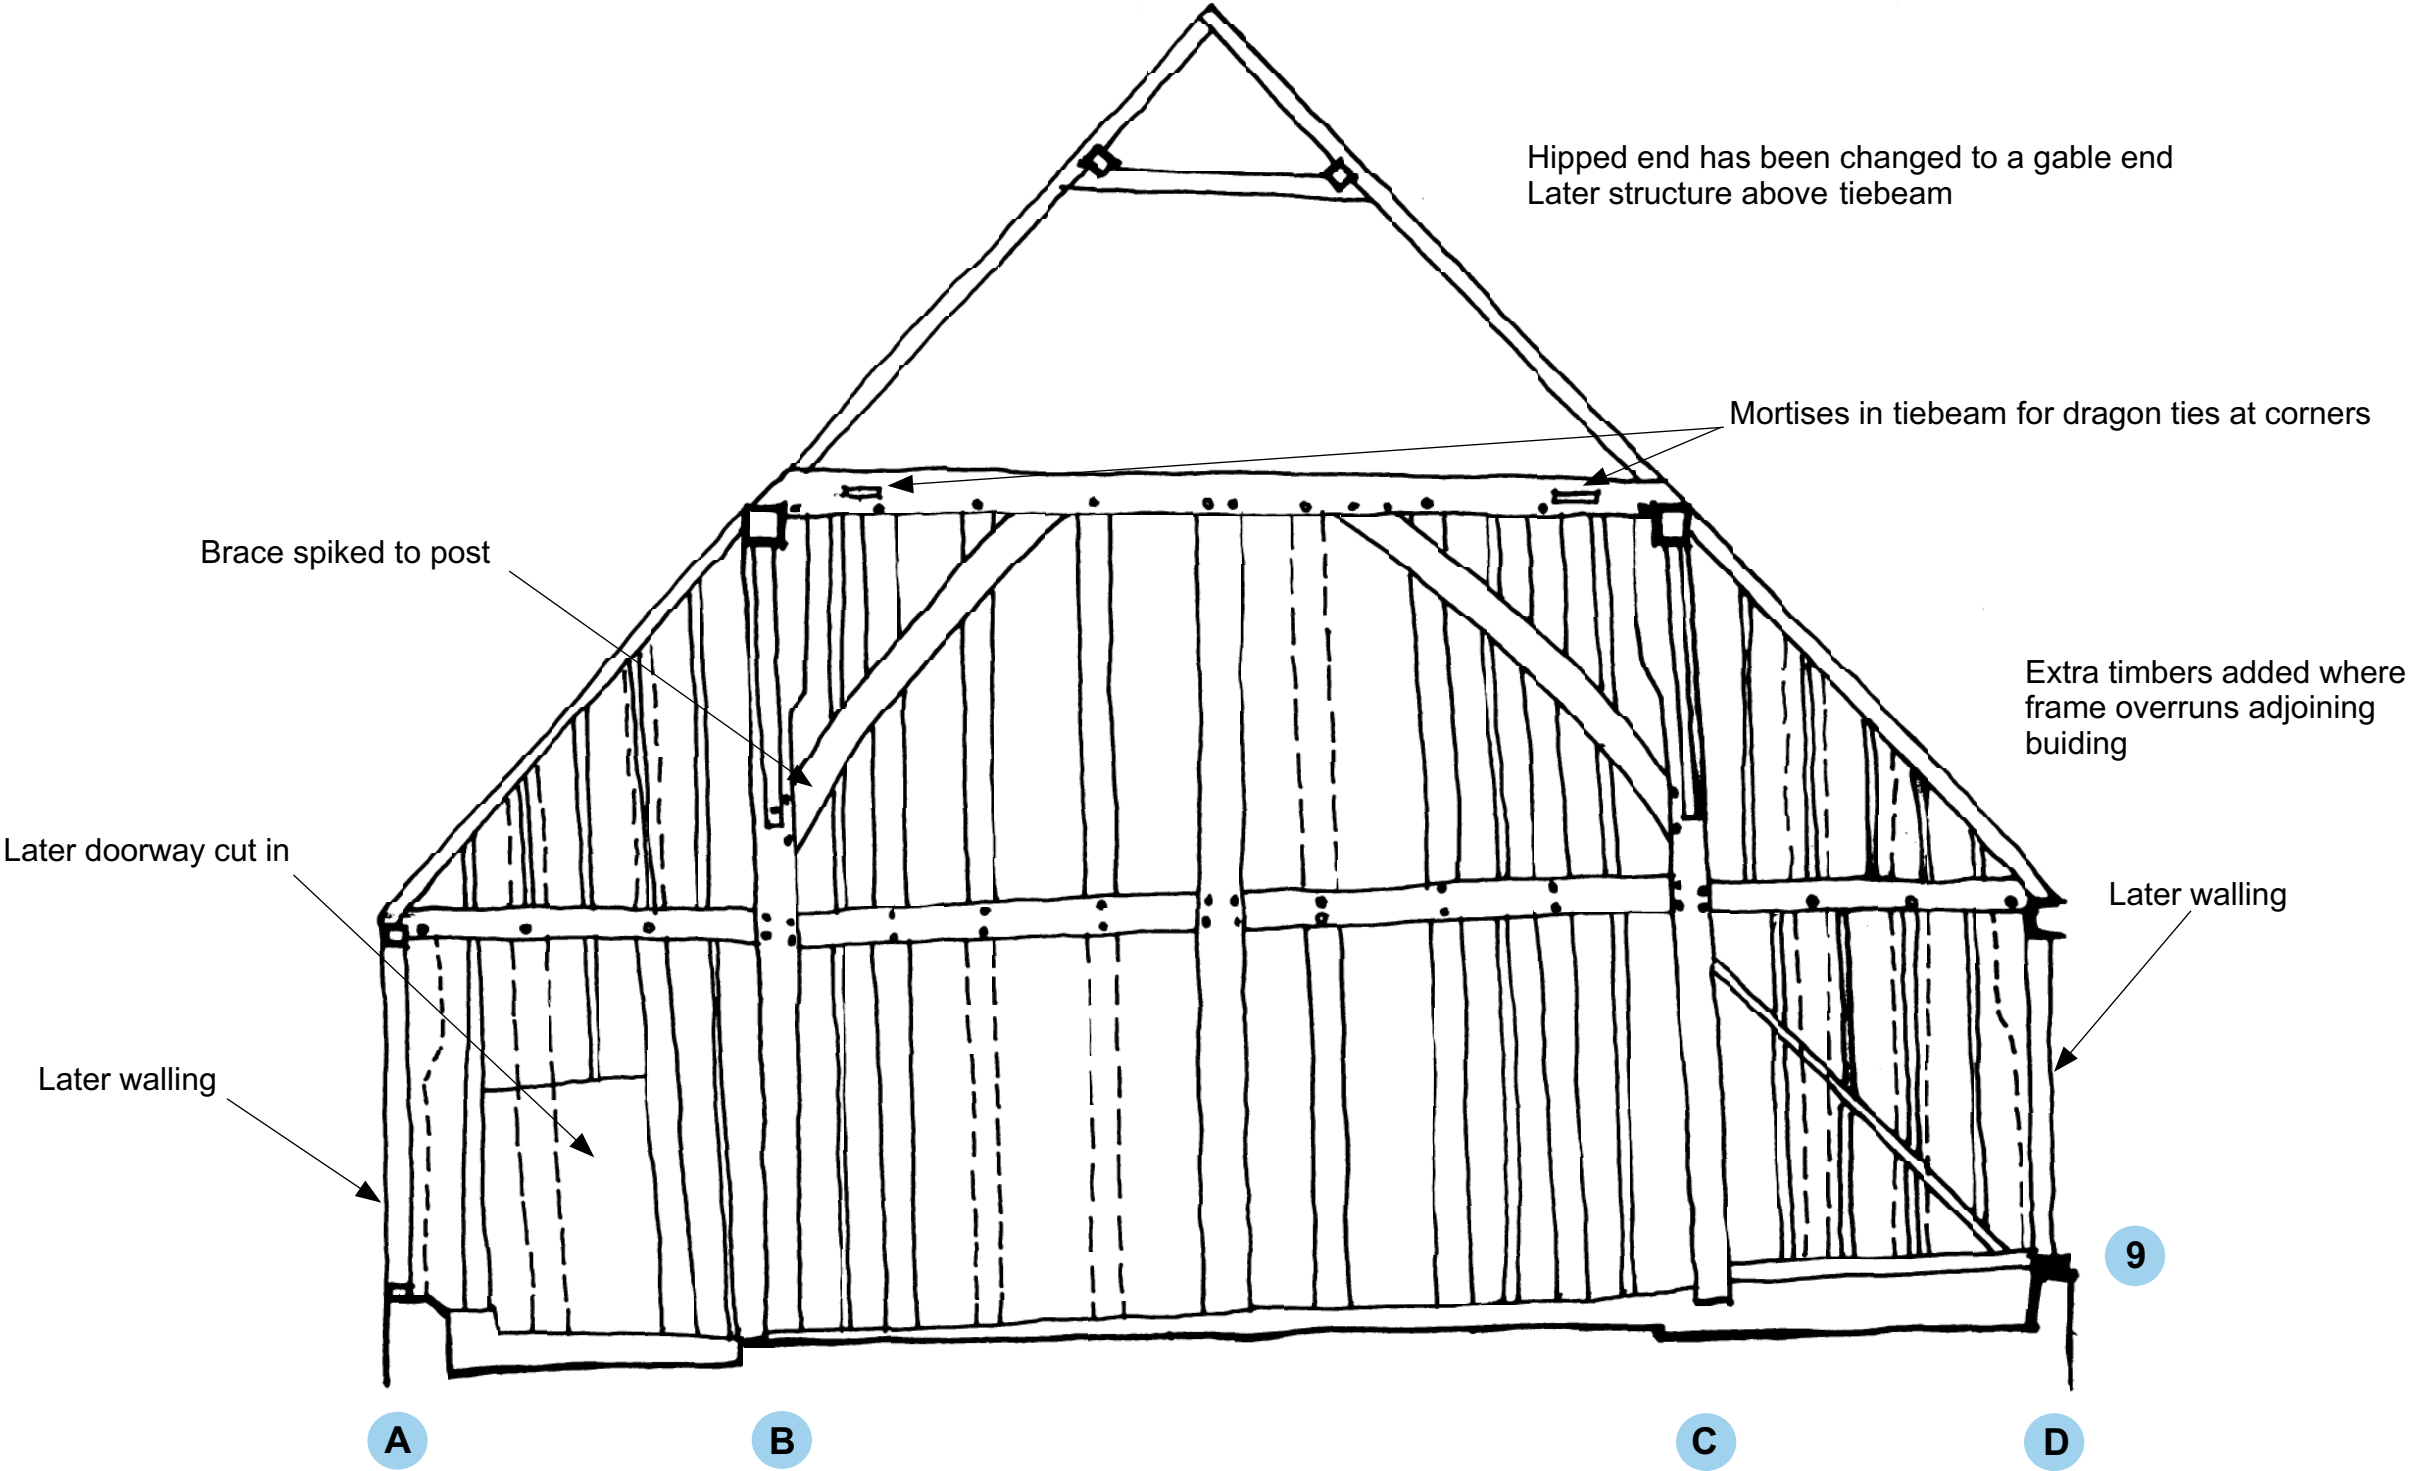 Hipped end has been changed to a gable end
Later structure above tiebeam
Mortises in tiebeam for dragon ties at corners
Brace spiked to post
Extra timbers added where
frame overruns adjoining
buiding
Later doorway cut in
Later walling
Later walling
9
A
B
C
D